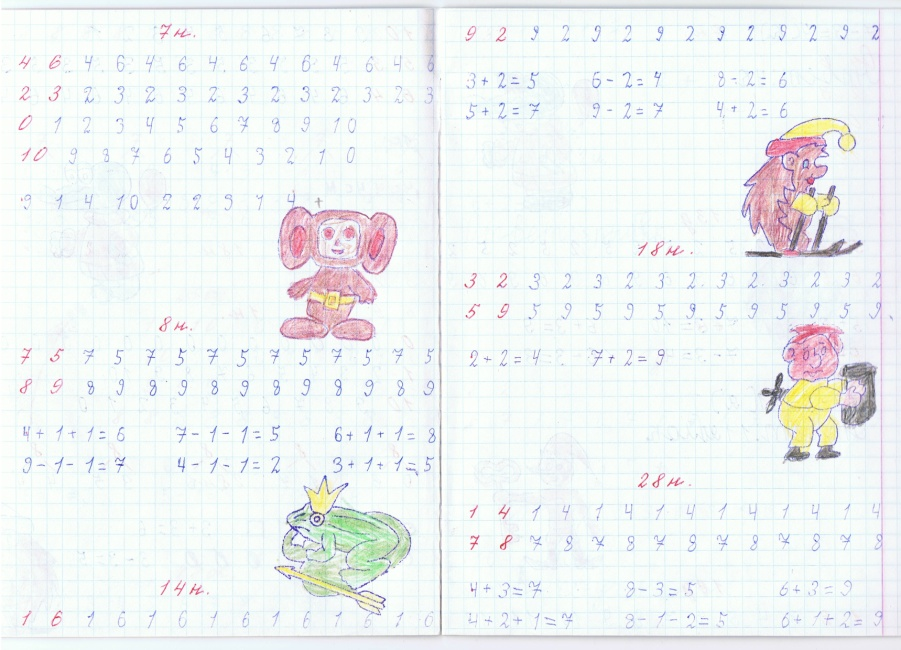 7 н.
4 6 4 6 4 6 4 6 4 6 4 6 4 6
2 3 2 3 2 3 2 3 2 3 2 3 2 3
0 1 2 3 4 5 6 7 8 9 10
10 9 8 7 6 5 4 3 2 1 0
9 1 4 10 2 2 3 1 4 +
8 н.
7 5 7 5 7 5 7 5 7 5 7 5 7 5
8 9 8 9 8 9 8 9 8 9 8 9 8 9
4+1+1=6 7-1-1=5 6+1+1=8
9-1-1=7 4-1-1=2 3+1+1=5
14 н.
1 6 1 6 1 6 1 6 1 6 1 6 1 6
9 2 9 2 9 2 9 2 9 2 9 2 9 2
3+2=5 6-2=4 8-2=6
5+2=7 9-2=7 4+2=6
18 н.
3 2 3 2 3 2 3 2 3 2 3 2 3 2
5 9 5 9 5 9 5 9 5 9 5 9 5 9
2+2=4 7+2=9
28 н.
1 4 1 4 1 4 1 4 1 4 1 4 1 4
7 8 7 8 7 8 7 8 7 8 7 8 7 8
4+3=7 8-3=5 6+3=9
4+2+1=7 8-1-2=5 6+1+2=9